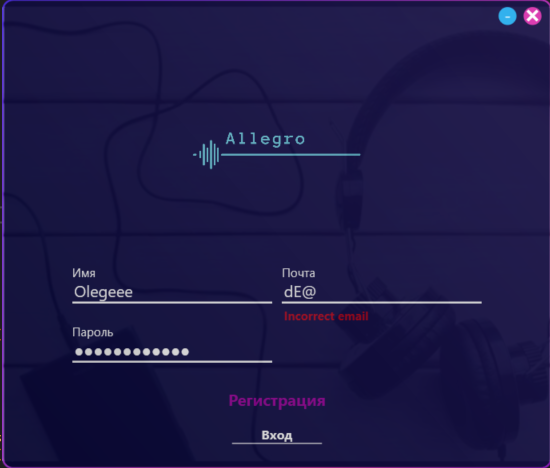 Allegro
Имя
Olegeee
Почта
dE@
Incorrect email
Пароль
●●●●●●●●●●●●
Регистрация
Вход